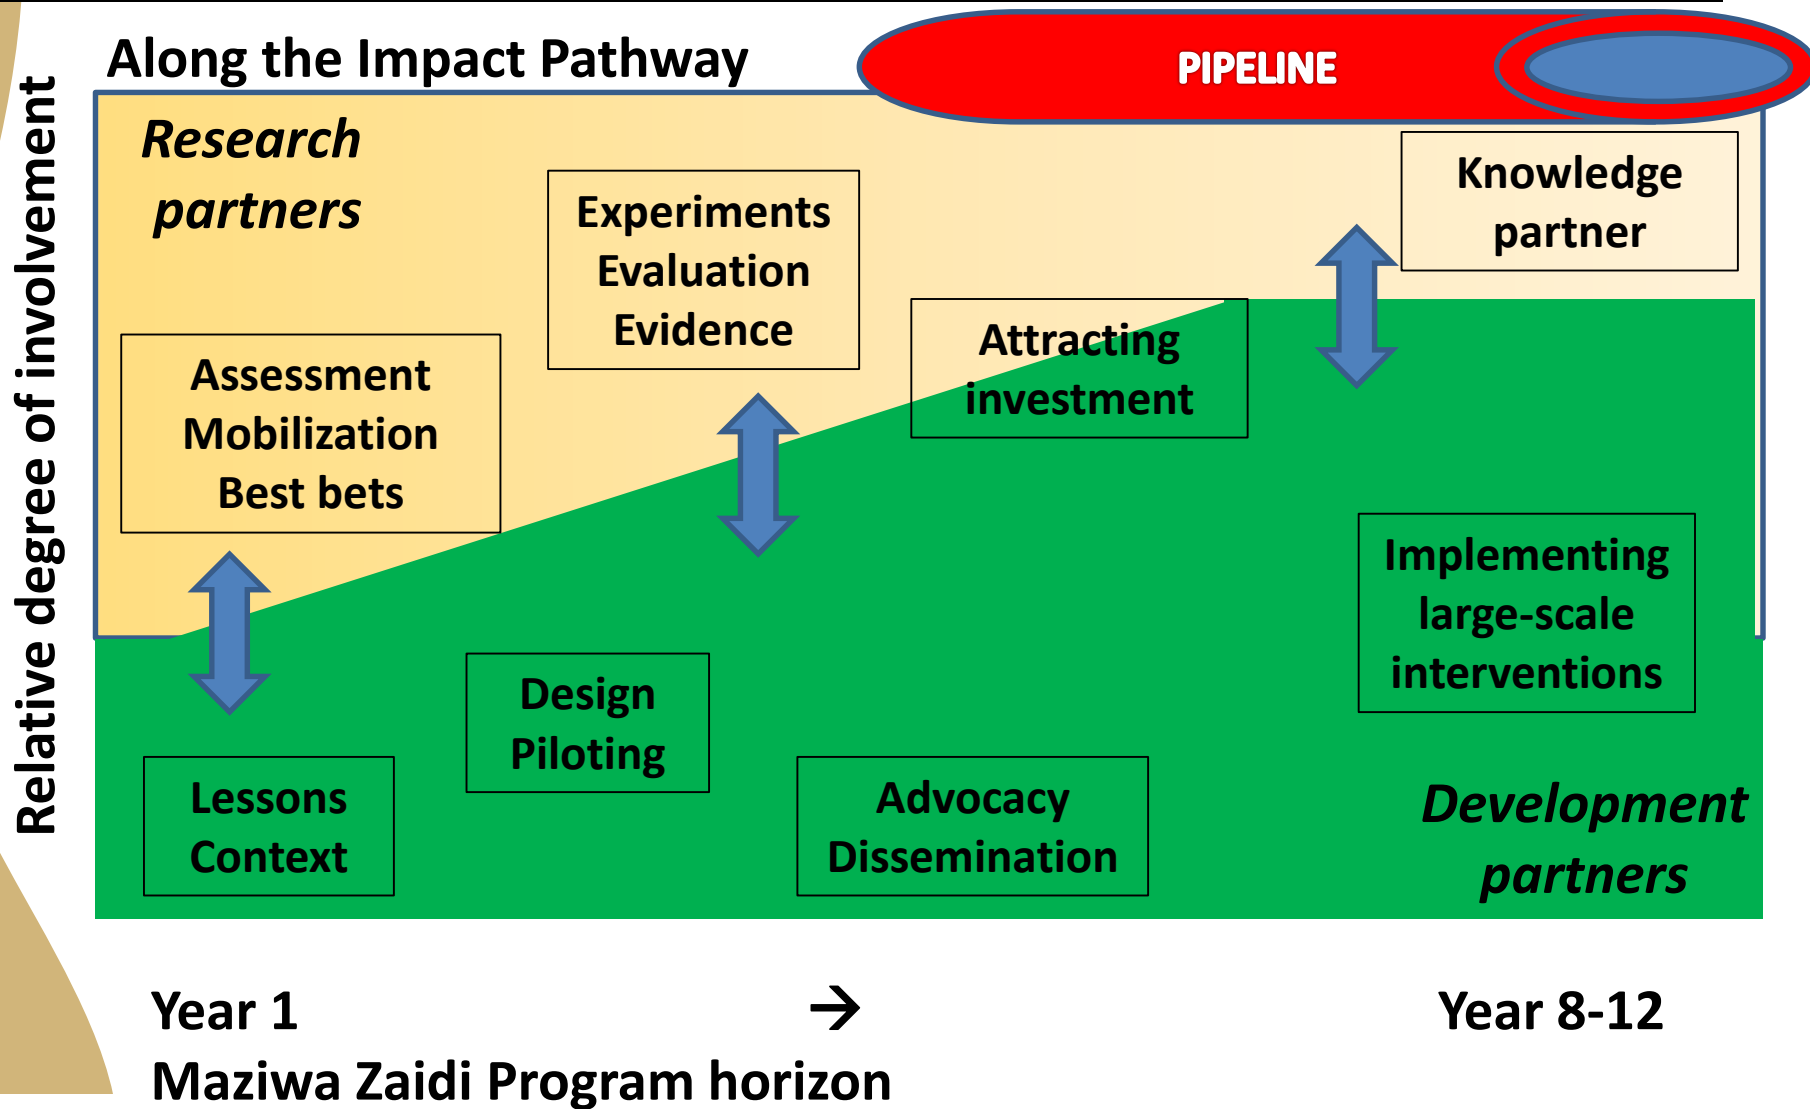 Along the Impact Pathway
PIPELINE
Relative degree of involvement
Research
partners
Experiments
Evaluation
Evidence
Knowledge
partner
Assessment
Mobilization
Best bets
Attracting
investment
Implementing
large-scale
interventions
Design
Piloting
Lessons
Context
Advocacy
Dissemination
Development
partners
Year 1 → Year 8-12
Maziwa Zaidi Program horizon